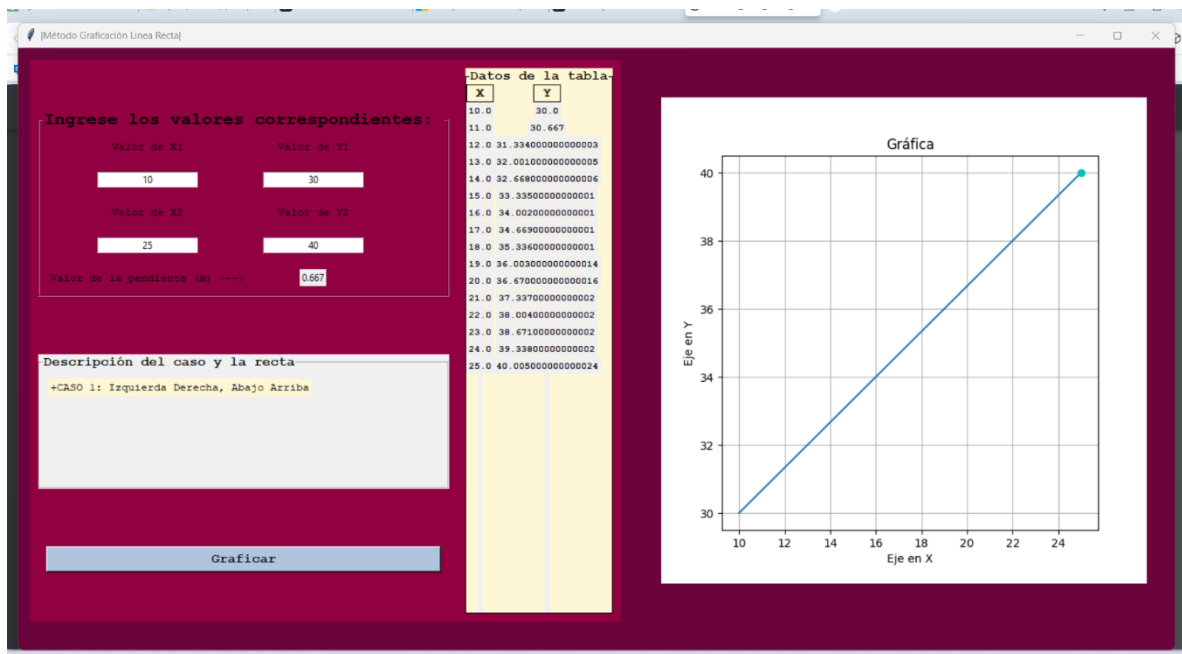 |Método Graficación Linea Recta|
Ingrese los valores correspondientes:
Valor de X1 Valor de Y1
10 30
Valor de X2 Valor de Y2
25 40
Valor de la pendiente (m) ---> 0.667
Descripción del caso y la recta
+CASO 1: Izquierda Derecha, Abajo Arriba
Graficar
Datos de la tabla
X Y
10.0 30.0
11.0 30.667
12.0 31.334000000000003
13.0 32.001000000000005
14.0 32.668000000000006
15.0 33.33500000000001
16.0 34.00200000000001
17.0 34.66900000000001
18.0 35.33600000000001
19.0 36.003000000000014
20.0 36.670000000000016
21.0 37.33700000000002
22.0 38.00400000000002
23.0 38.67100000000002
24.0 39.33800000000002
25.0 40.005000000000024
Gráfica
40
38
36
34
32
30
Eje en Y
10 12 14 16 18 20 22 24
Eje en X